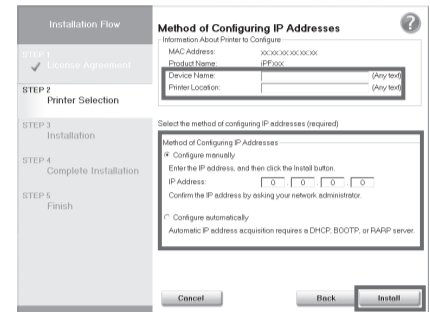 Installation Flow
STEP 1
License Agreement
STEP 2
Printer Selection
STEP 3
Installation
STEP 4
Complete Installation
STEP 5
Finish
Method of Configuring IP Addresses
?
Information About Printer to Configure
MAC Address: xx:xx:xx:xx:xx:xx
Product Name: iPFxxx
Device Name: (Any text)
Printer Location: (Any text)
Select the method of configuring IP addresses (required)
Method of Configuring IP Addresses
Configure manually
Enter the IP address, and then click the Install button.
IP Address: 0 . 0 . 0 . 0
Confirm the IP address by asking your network administrator.
Configure automatically
Automatic IP address acquisition requires a DHCP, BOOTP, or RARP server.
Cancel Back Install